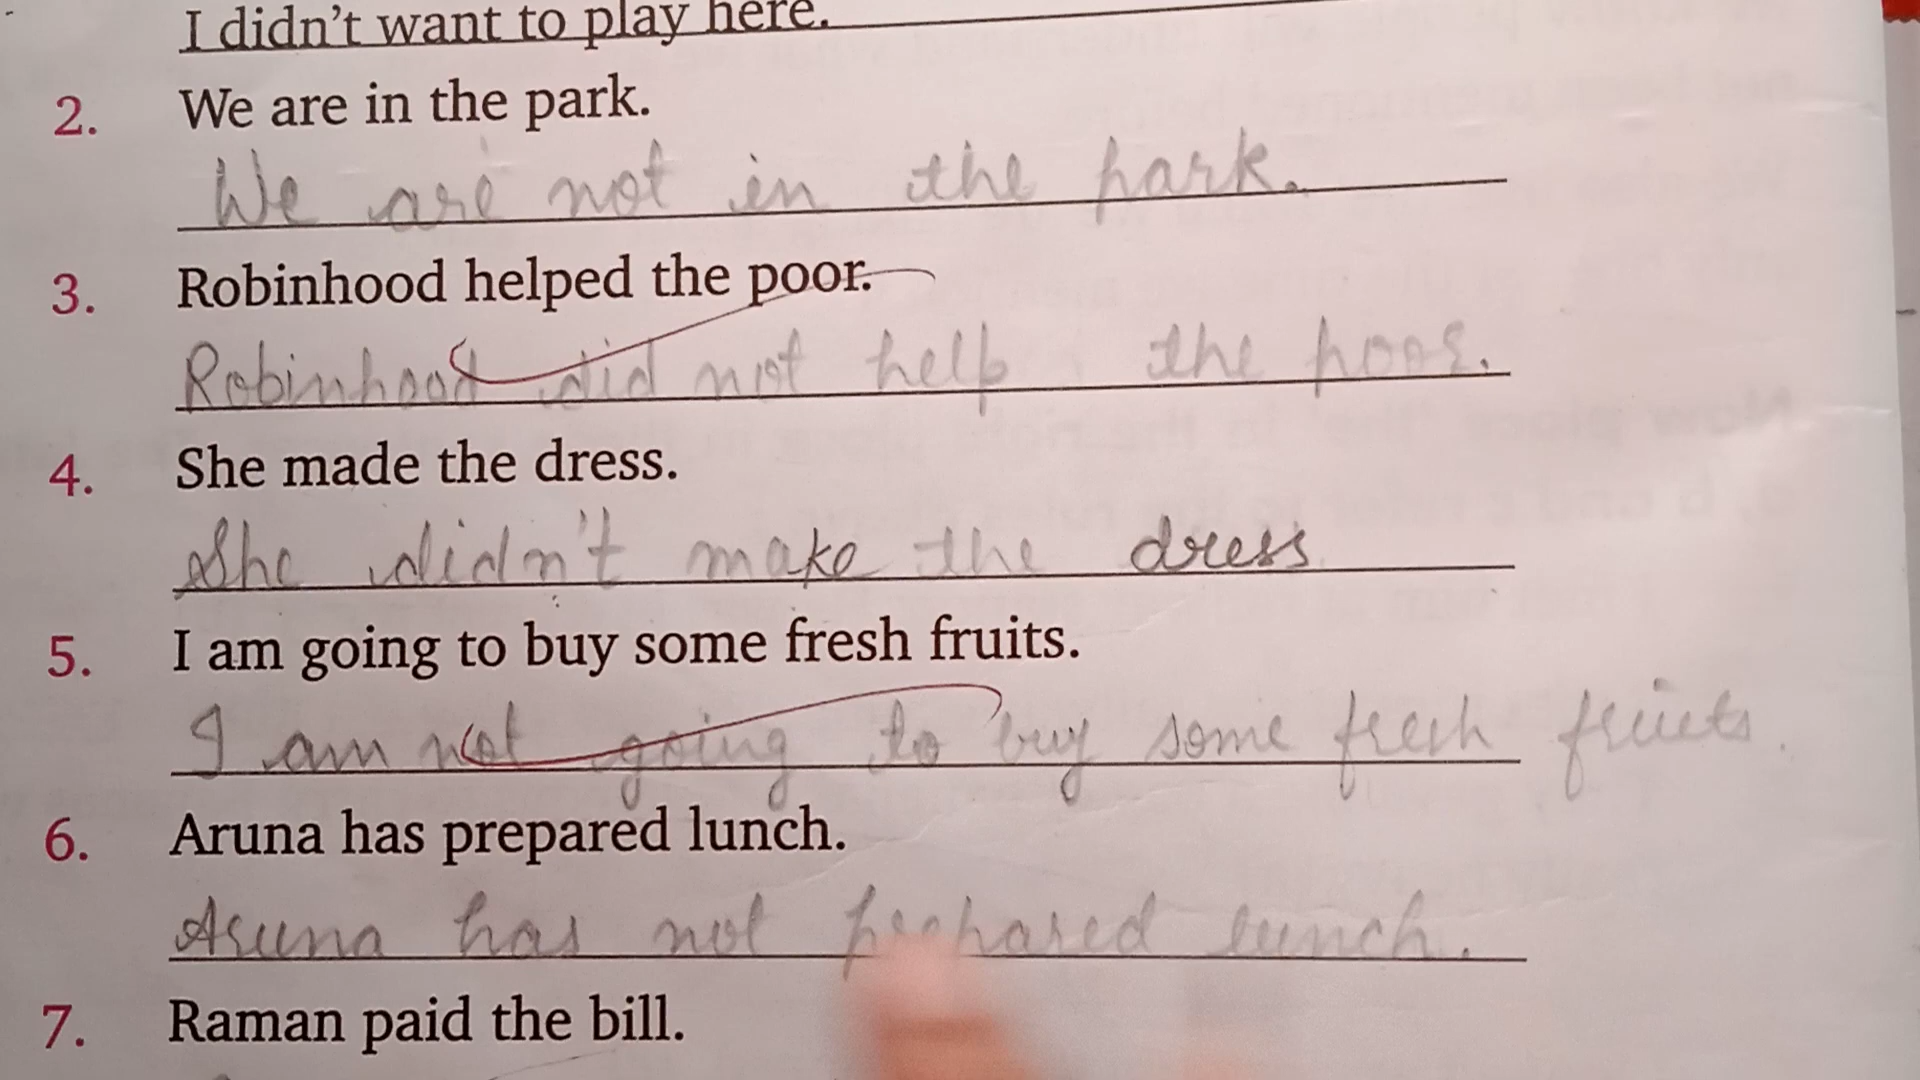 I didn't want to play here.
2. We are in the park.
We are not in the park.
3. Robinhood helped the poor.
Robinhood did not help the poor.
4. She made the dress.
She didn't make the dress
5. I am going to buy some fresh fruits.
I am not going to buy some fresh fruits.
6. Aruna has prepared lunch.
Aruna has not prepared lunch.
7. Raman paid the bill.